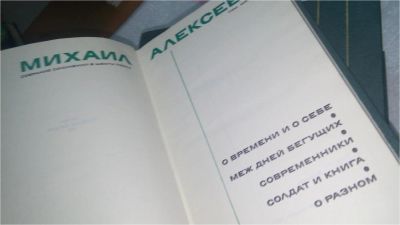 МИХАИЛ
АЛЕКСЕЕ
О ВРЕМЕНИ И О СЕБЕ
МЕЖ ДНЕЙ БЕГУЩИХ
СОВРЕМЕННИКИ
СОЛДАТ И КНИГА
О РАЗНОМ